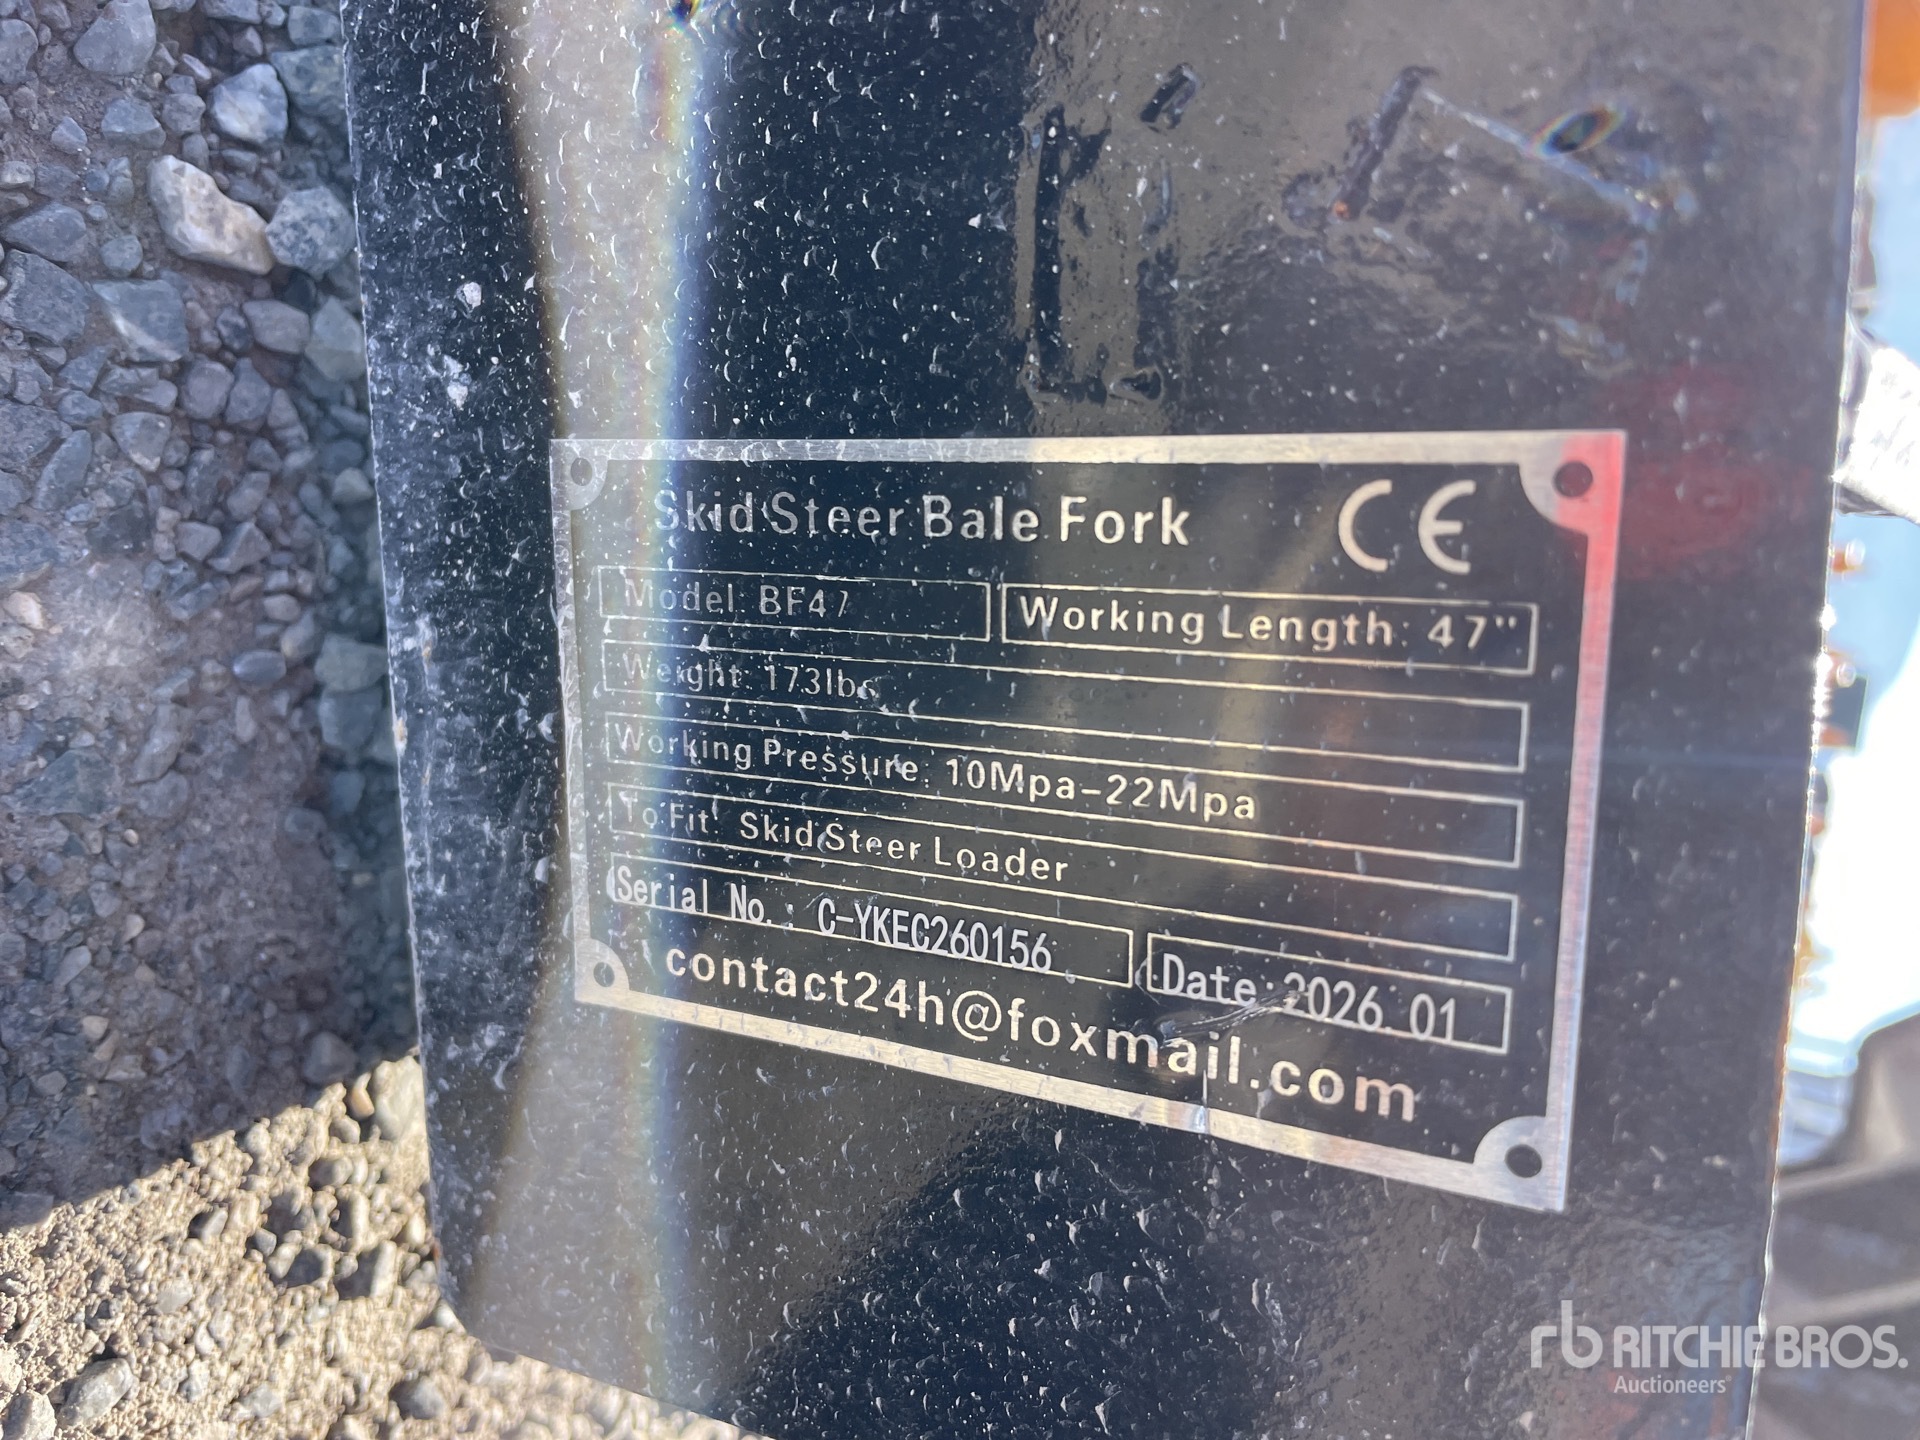 Skid Steer Bale Fork CE
Model: BF47 Working Length: 47"
Weight: 173lbs
Working Pressure: 10Mpa-22Mpa
To Fit: Skid Steer Loader
Serial No.: C-YKEC260156 Date: 2026.01
contact24h@foxmail.com
rb RITCHIE BROS.
Auctioneers